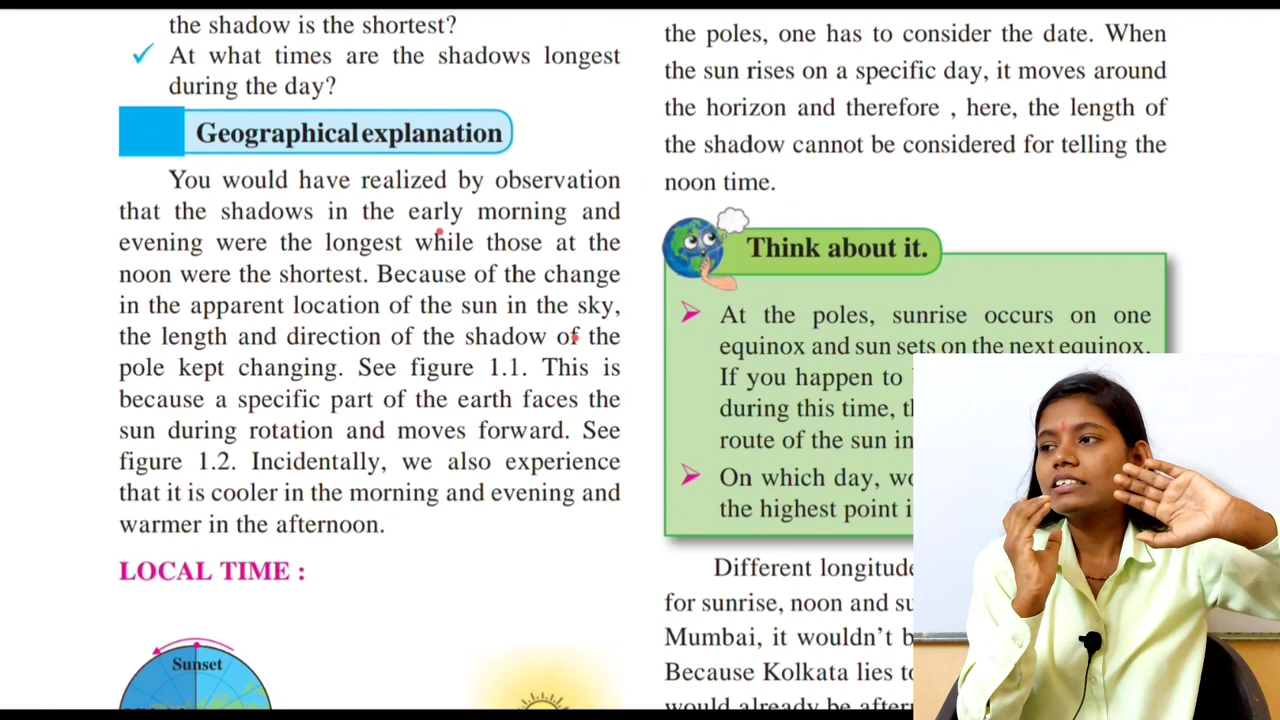 the shadow is the shortest?
At what times are the shadows longest
during the day?
Geographical explanation
You would have realized by observation
that the shadows in the early morning and
evening were the longest while those at the
noon were the shortest. Because of the change
in the apparent location of the sun in the sky,
the length and direction of the shadow of the
pole kept changing. See figure 1.1. This is
because a specific part of the earth faces the
sun during rotation and moves forward. See
figure 1.2. Incidentally, we also experience
that it is cooler in the morning and evening and
warmer in the afternoon.
LOCAL TIME :
Sunset
the poles, one has to consider the date. When
the sun rises on a specific day, it moves around
the horizon and therefore , here, the length of
the shadow cannot be considered for telling the
noon time.
Think about it.
At the poles, sunrise occurs on one
equinox and sun sets on the next equinox.
If you happen to
during this time,
route of the sun in
On which day,
the highest point
Different
for sunrise, noon and
Mumbai, it wouldn't
Because Kolkata lies
would already be